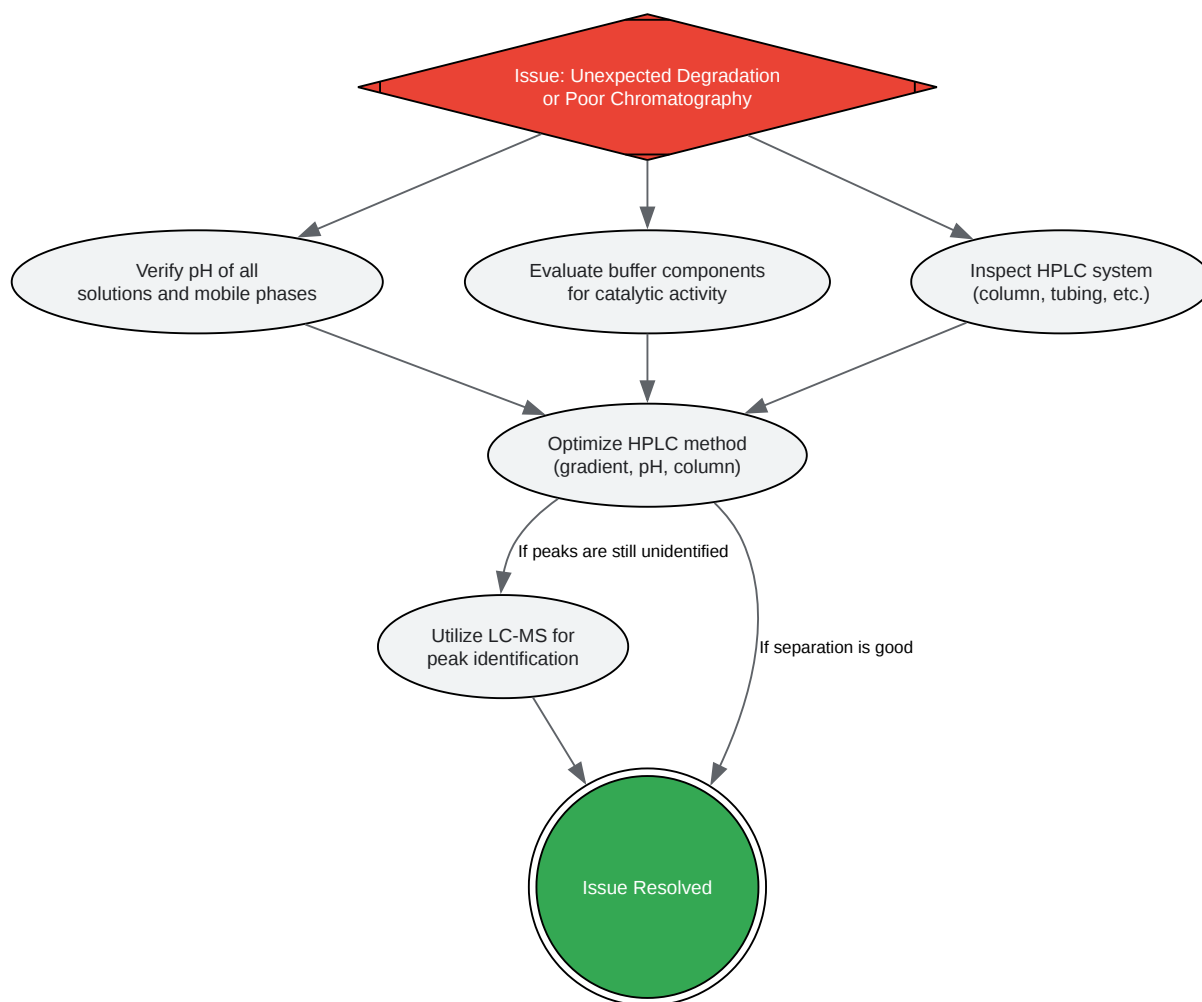 Issue: Unexpected Degradation
or Poor Chromatography
Verify pH of all
solutions and mobile phases
Evaluate buffer components
for catalytic activity
Inspect HPLC system
(column, tubing, etc.)
Optimize HPLC method
(gradient, pH, column)
If peaks are still unidentified
Utilize LC-MS for
peak identification
If separation is good
Issue Resolved